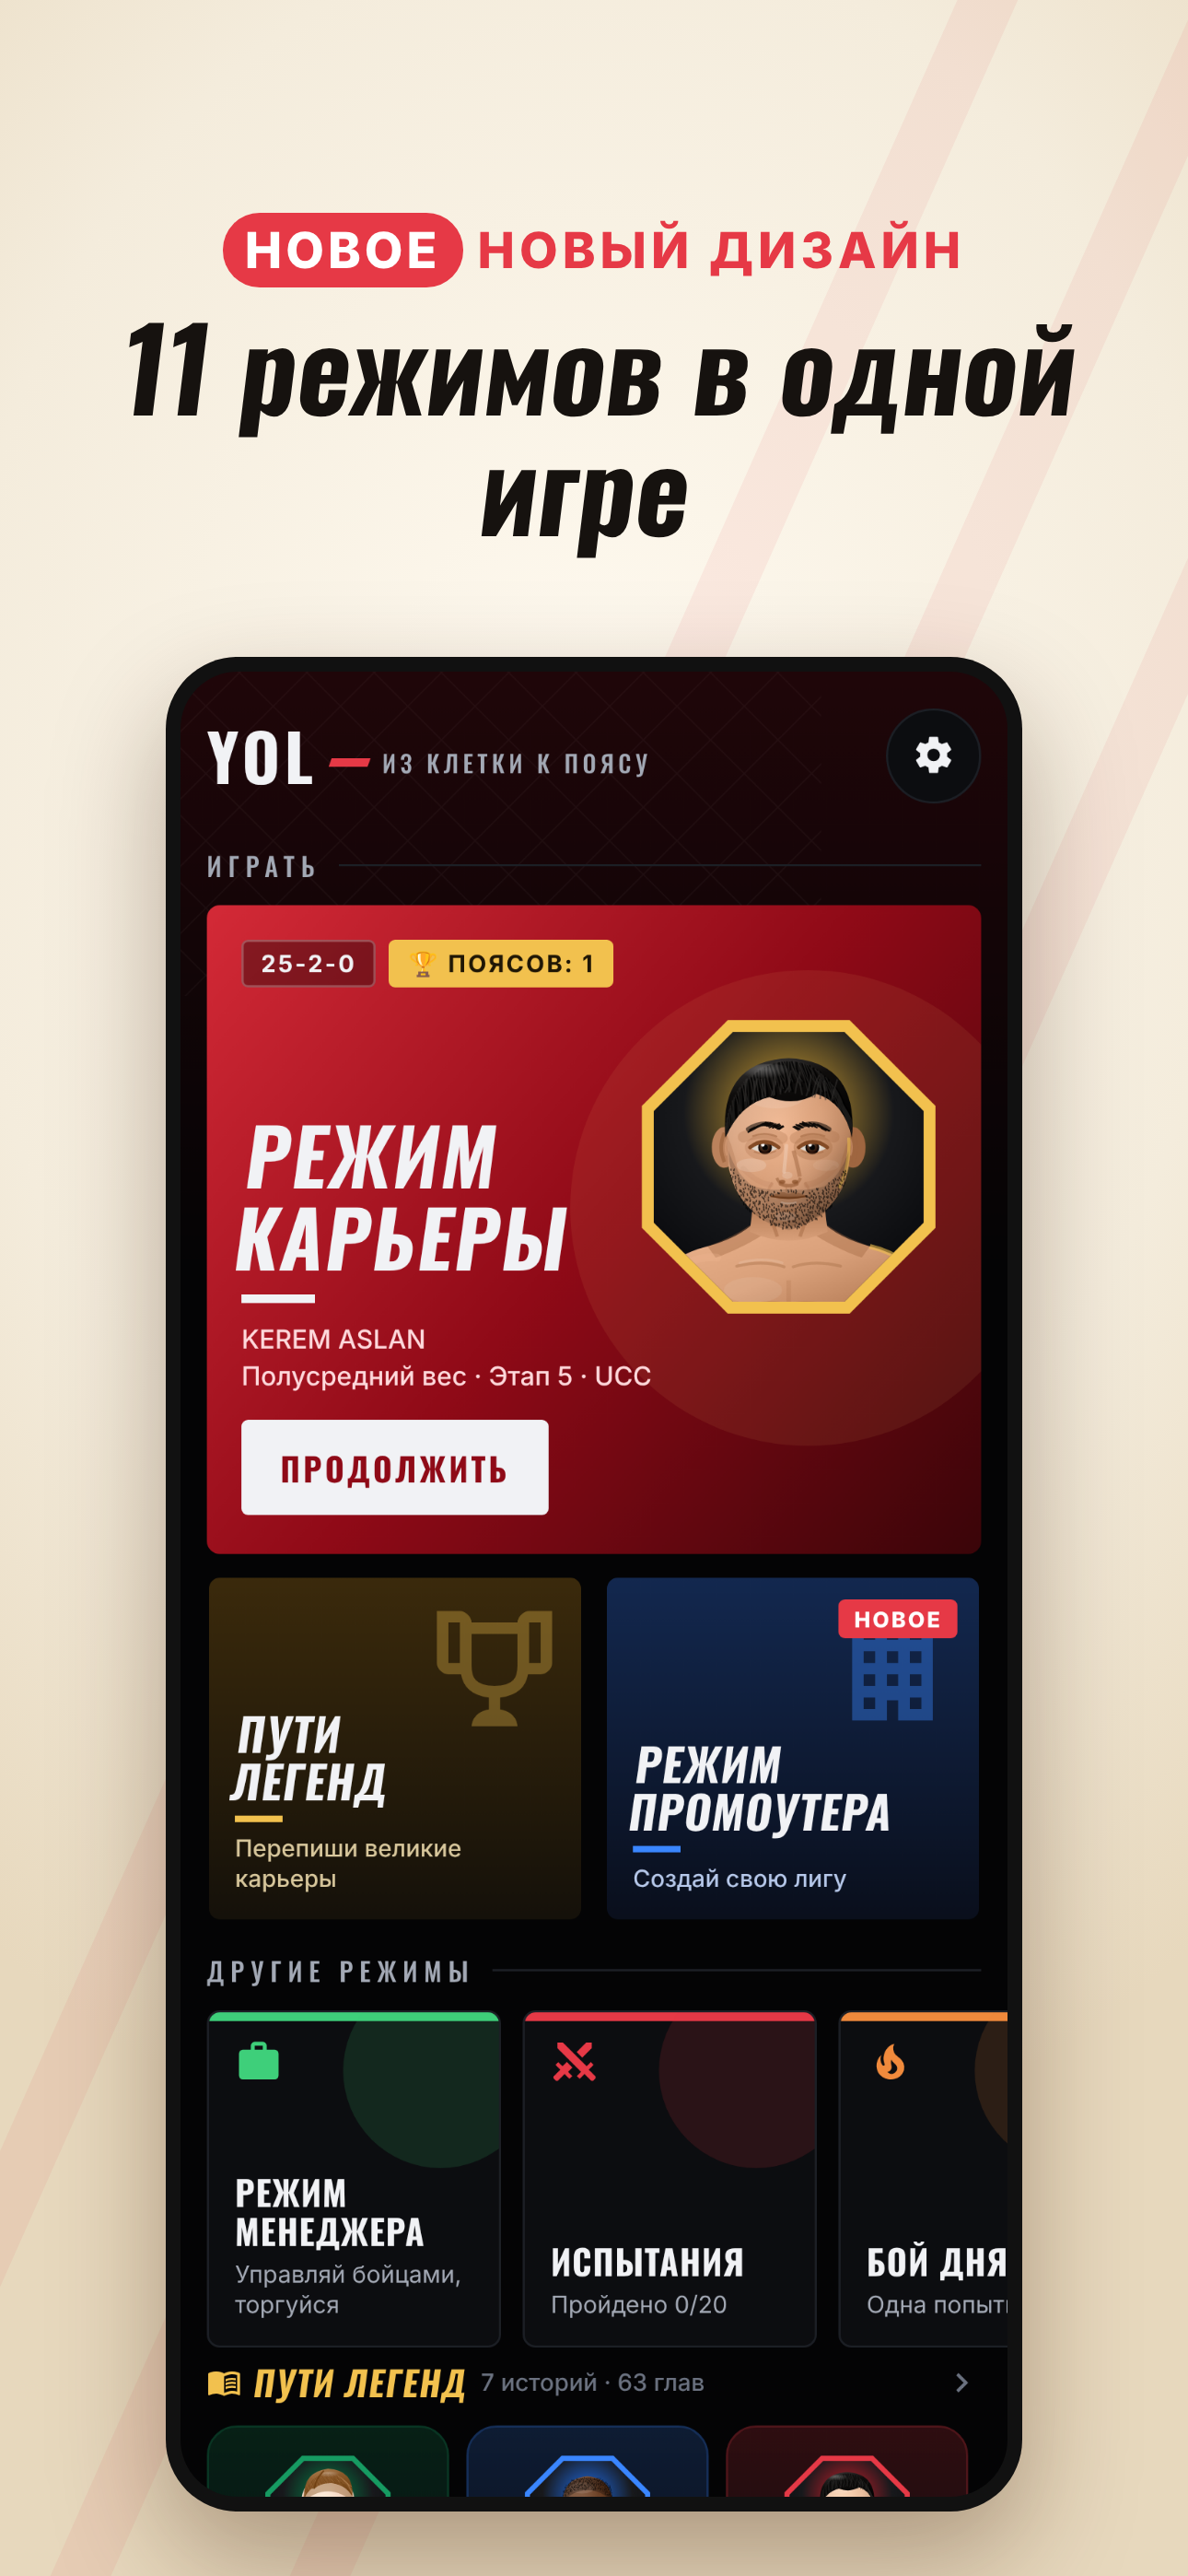 НОВОЕ НОВЫЙ ДИЗАЙН
11 режимов в одной
игре
YOL ИЗ КЛЕТКИ К ПОЯСУ
ИГРАТЬ
25-2-0 🏆 ПОЯСОВ: 1
РЕЖИМ
КАРЬЕРЫ
KEREM ASLAN
Полусредний вес · Этап 5 · UCC
ПРОДОЛЖИТЬ
ПУТИ
ЛЕГЕНД
Перепиши великие
карьеры
НОВОЕ
РЕЖИМ
ПРОМОУТЕРА
Создай свою лигу
ДРУГИЕ РЕЖИМЫ
РЕЖИМ
МЕНЕДЖЕРА
Управляй бойцами,
торгуйся
ИСПЫТАНИЯ
Пройдено 0/20
БОЙ ДНЯ
Одна
ПУТИ ЛЕГЕНД 7 историй · 63 глав